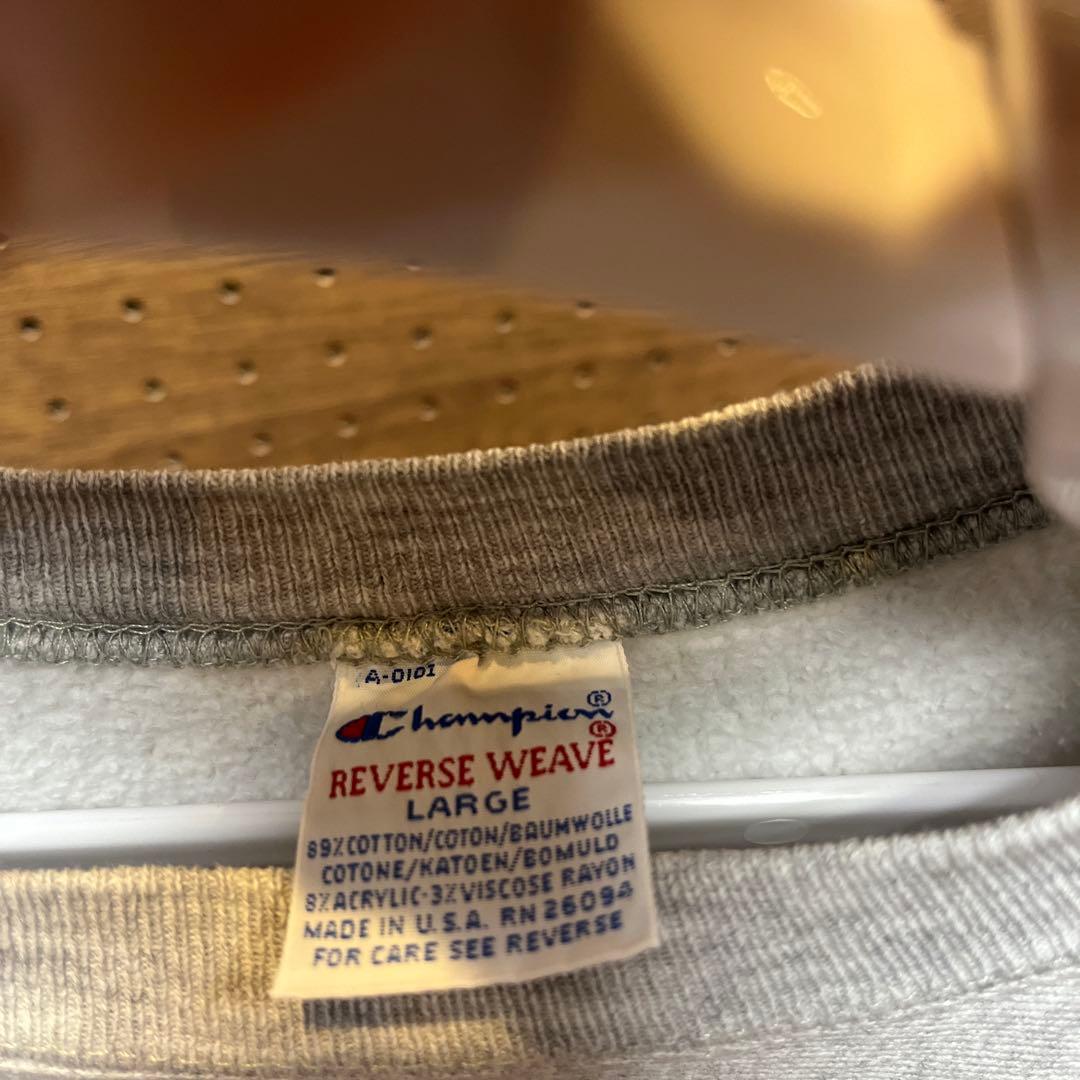 A-0101
Champion®
REVERSE WEAVE®
LARGE
89% COTTON/COTON/BAUMWOLLE
COTONE/KATOEN/BOMULD
8% ACRYLIC-3% VISCOSE RAYON
MADE IN U.S.A. RN 26094
FOR CARE SEE REVERSE